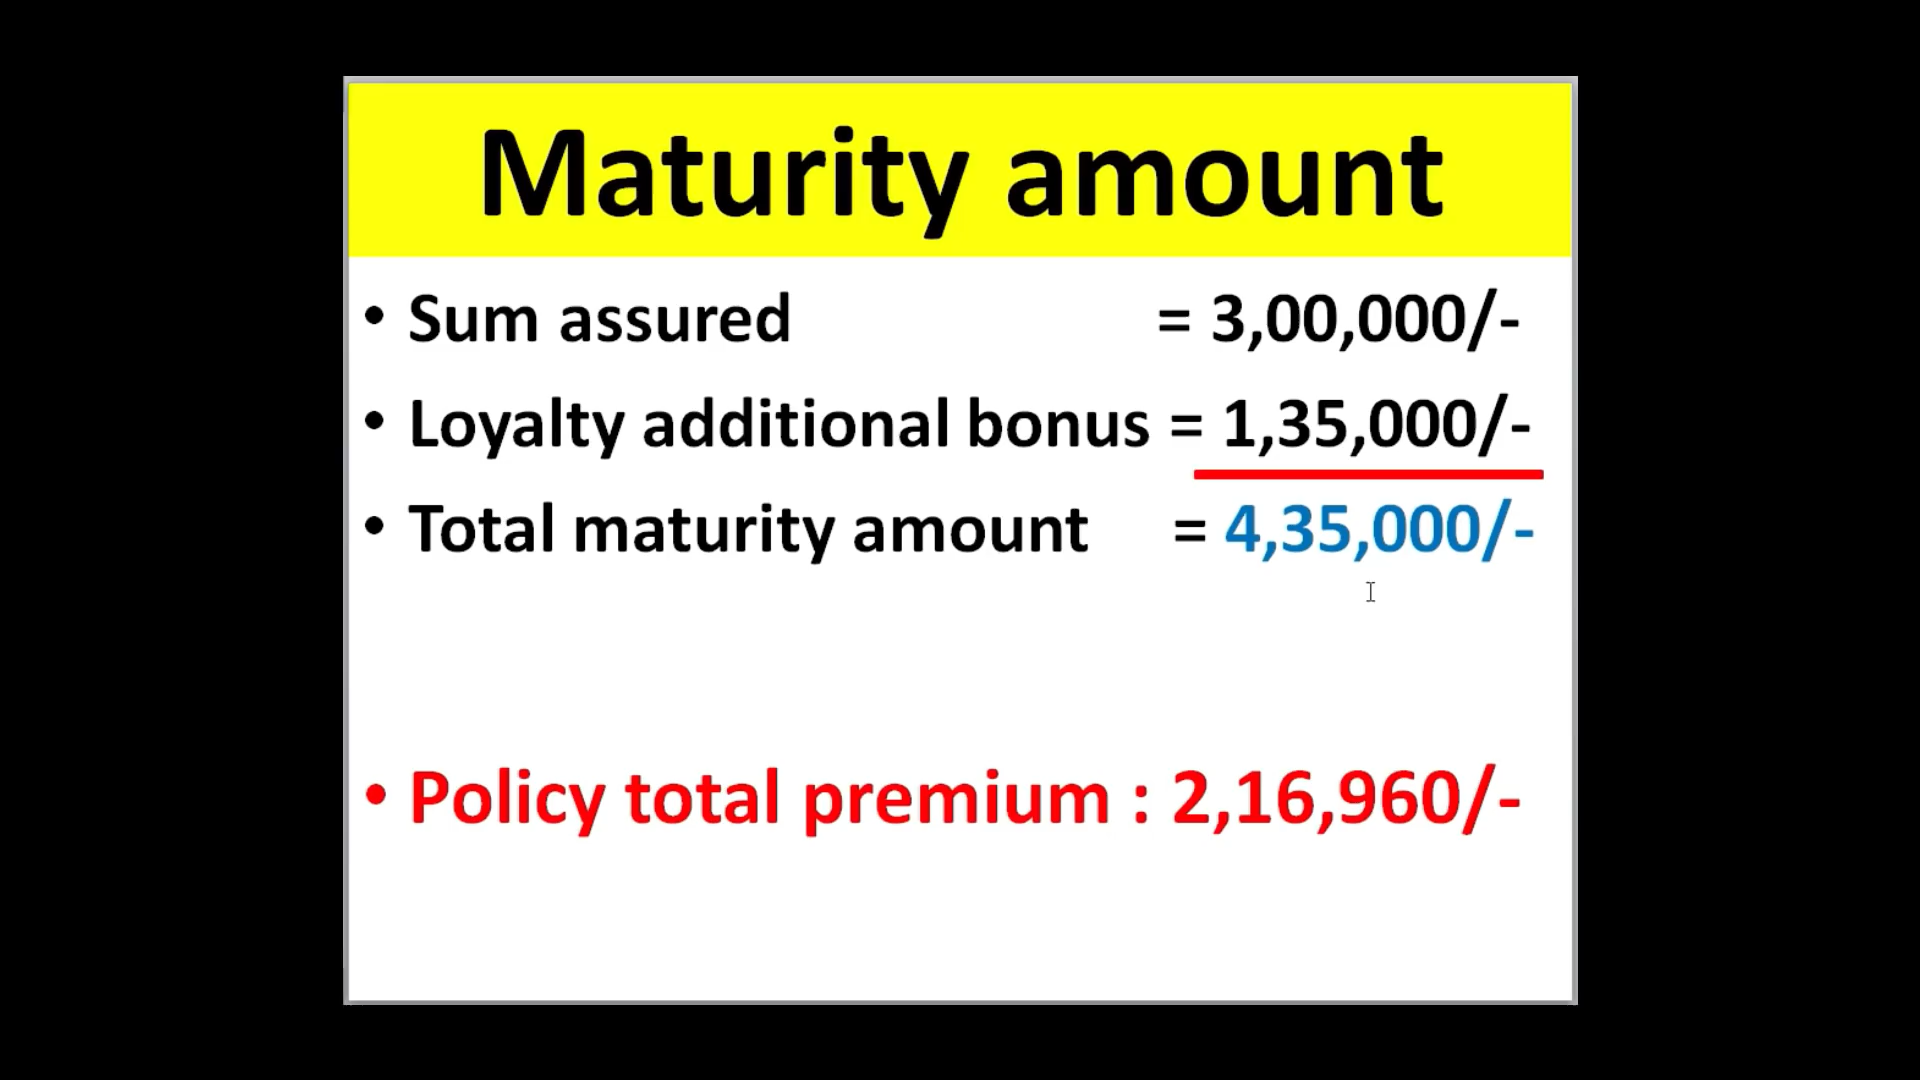 Maturity amount
• Sum assured = 3,00,000/-
• Loyalty additional bonus = 1,35,000/-
• Total maturity amount = 4,35,000/-
• Policy total premium : 2,16,960/-